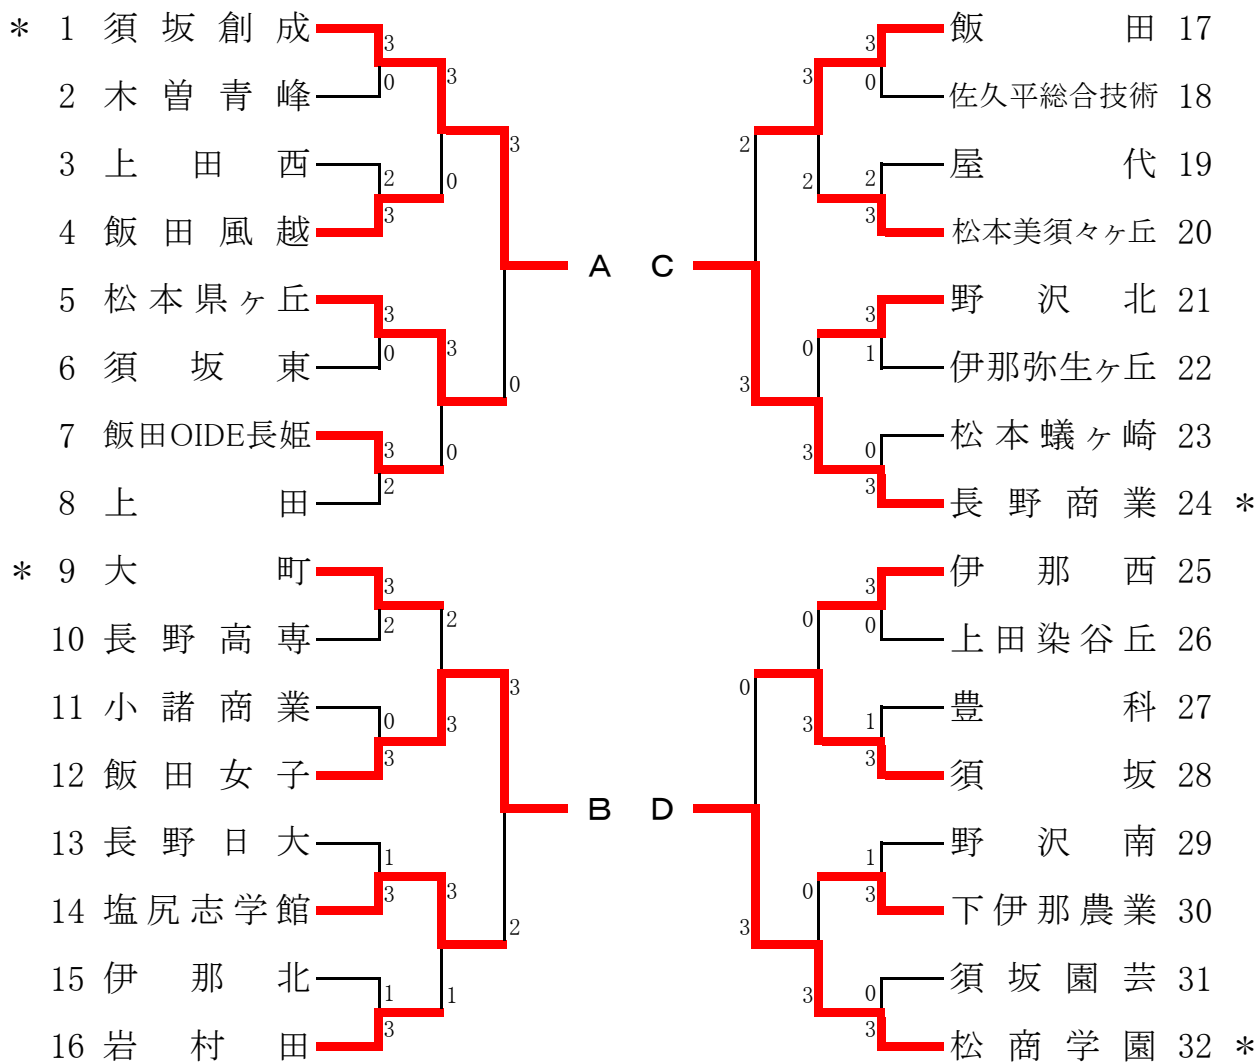 * 1 須坂創成
3
0
2 木曽青峰
3
3 上田西
2
0
3
4 飯田風越
3
A
5 松本県ヶ丘
3
0
3
6 須坂東
0
7 飯田OIDE長姫
3
0
2
8 上田
* 9 大町
3
2
2
10 長野高専
3
11 小諸商業
0
3
3
12 飯田女子
B
13 長野日大
1
3
3
14 塩尻志学館
2
15 伊那北
1
1
3
16 岩村田
飯田 17
3
3
0
佐久平総合技術 18
2
屋代 19
2
2
3
松本美須々ヶ丘 20
C
野沢北 21
3
0
1
伊那弥生ヶ丘 22
3
松本蟻ヶ崎 23
0
3
3
長野商業 24 *
伊那西 25
3
0
0
上田染谷丘 26
0
豊科 27
1
3
3
須坂 28
D
野沢南 29
1
0
3
下伊那農業 30
3
須坂園芸 31
0
3
3
松商学園 32 *